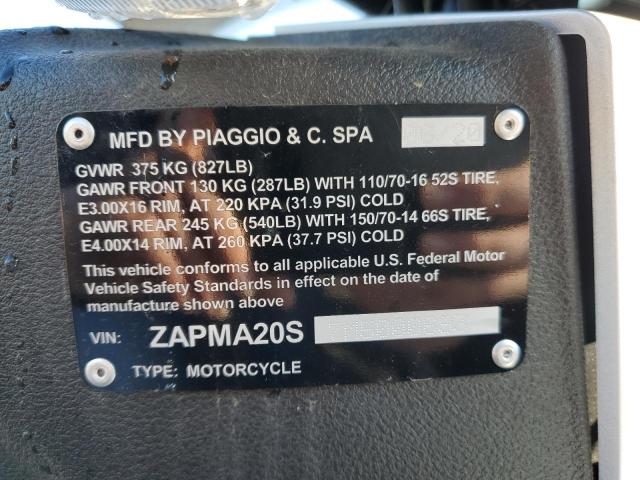 MFD BY PIAGGIO & C. SPA
GVWR 375 KG (827LB)
GAWR FRONT 130 KG (287LB) WITH 110/70-16 52S TIRE,
E3.00X16 RIM, AT 220 KPA (31.9 PSI) COLD
GAWR REAR 245 KG (540LB) WITH 150/70-14 66S TIRE,
E4.00X14 RIM, AT 260 KPA (37.7 PSI) COLD
This vehicle conforms to all applicable U.S. Federal Motor
Vehicle Safety Standards in effect on the date of
manufacture shown above
VIN: ZAPMA20S
TYPE: MOTORCYCLE